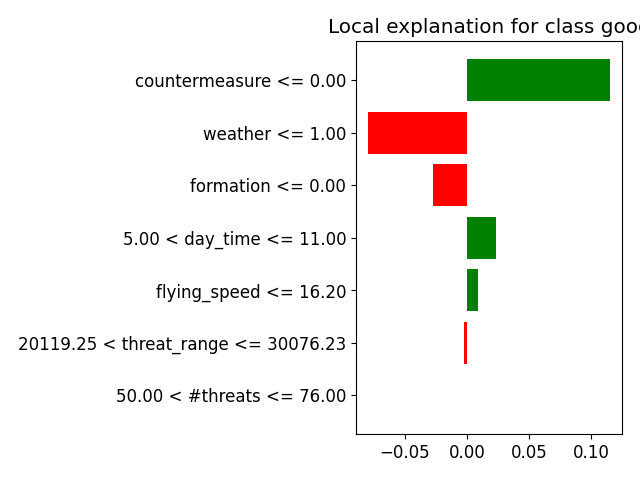 Local explanation for class good
countermeasure <= 0.00
weather <= 1.00
formation <= 0.00
5.00 < day_time <= 11.00
flying_speed <= 16.20
20119.25 < threat_range <= 30076.23
50.00 < #threats <= 76.00
−0.05 0.00 0.05 0.10